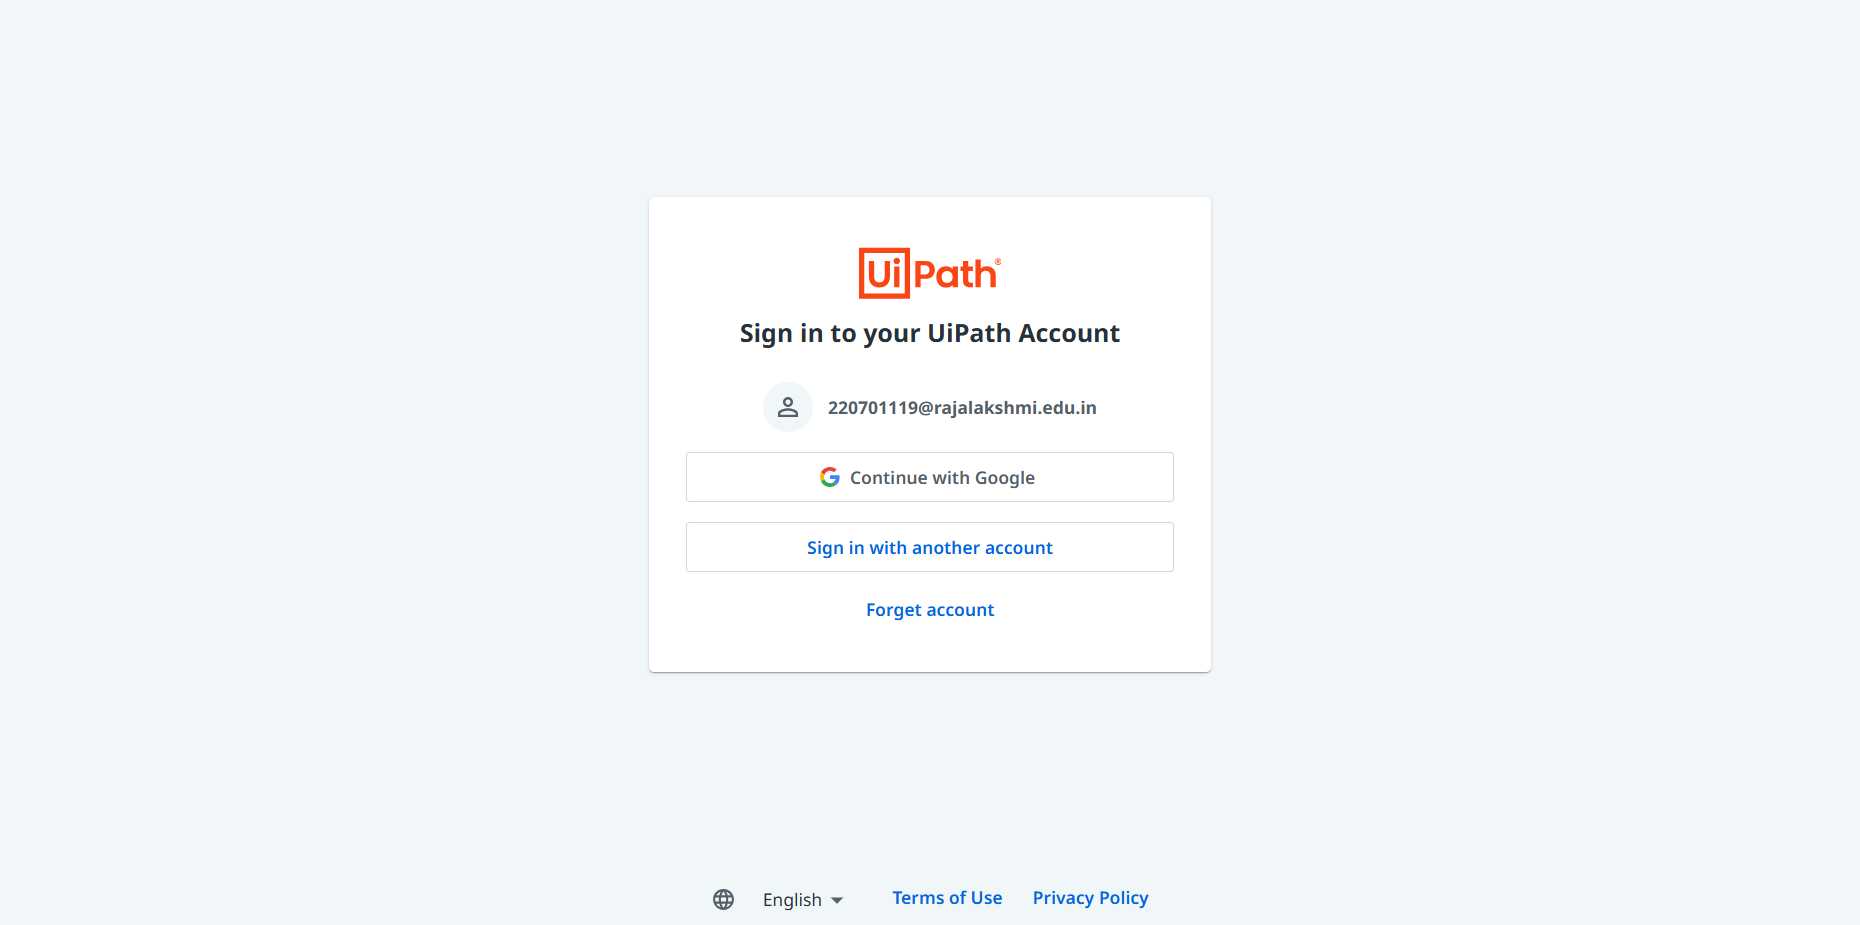 UiPath®
Sign in to your UiPath Account
220701119@rajalakshmi.edu.in
Continue with Google
Sign in with another account
Forget account
English Terms of Use Privacy Policy